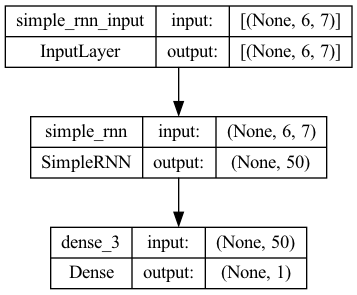 simple_rnn_input input: [(None, 6, 7)]
InputLayer output: [(None, 6, 7)]
simple_rnn input: (None, 6, 7)
SimpleRNN output: (None, 50)
dense_3 input: (None, 50)
Dense output: (None, 1)